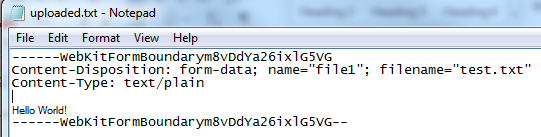 uploaded.txt - Notepad
File Edit Format View Help
------WebKitFormBoundarym8vDdYa26ixlG5VG
Content-Disposition: form-data; name="file1"; filename="test.txt"
Content-Type: text/plain
Hello World!
------WebKitFormBoundarym8vDdYa26ixlG5VG--